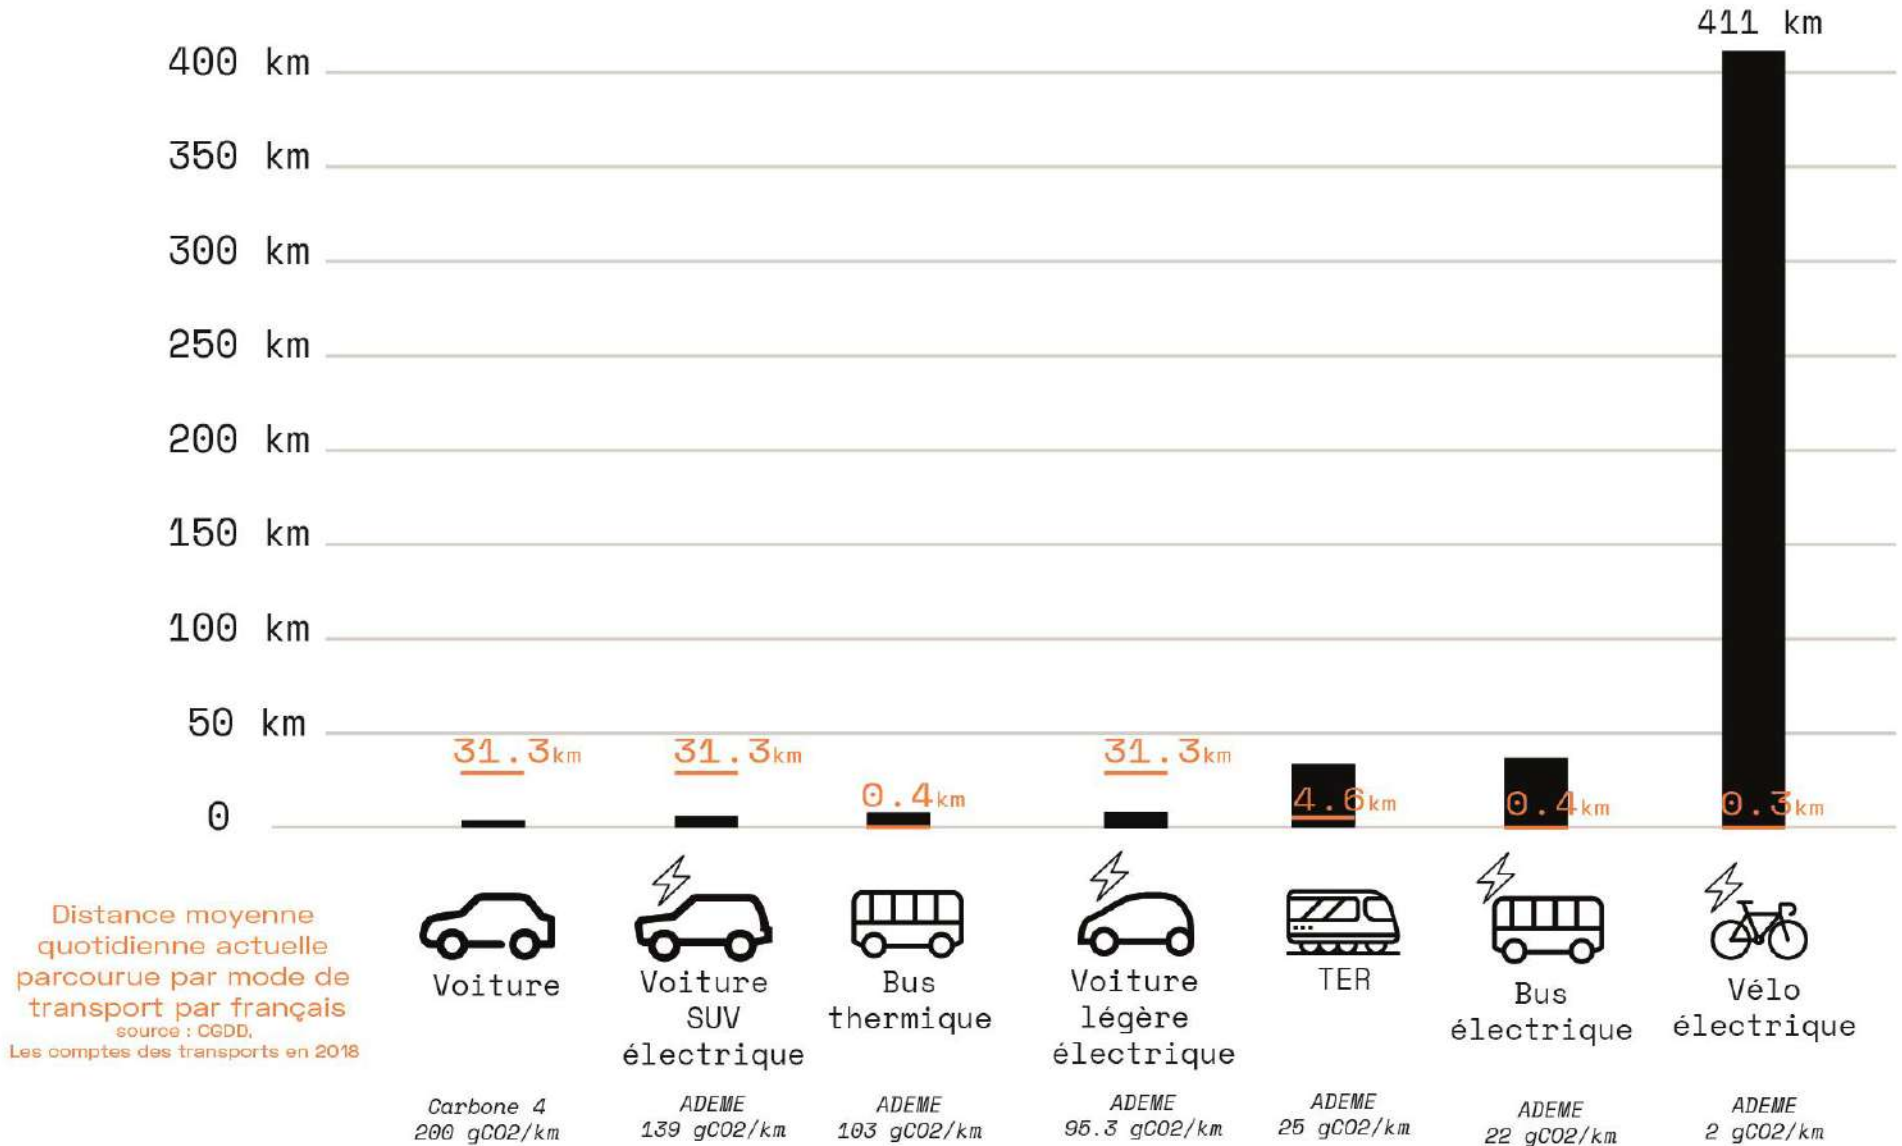 411 km
400 km
350 km
300 km
250 km
200 km
150 km
100 km
50 km
0
31.3km
31.3km
0.4km
31.3km
4.6km
0.4km
0.3km
Distance moyenne
quotidienne actuelle
parcourue par mode de
transport par français
source : CGDD,
Les comptes des transports en 2018
Voiture
Voiture
SUV
électrique
Bus
thermique
Voiture
légère
électrique
TER
Bus
électrique
Vélo
électrique
Carbone 4
200 gCO2/km
ADEME
139 gCO2/km
ADEME
103 gCO2/km
ADEME
95.3 gCO2/km
ADEME
25 gCO2/km
ADEME
22 gCO2/km
ADEME
2 gCO2/km